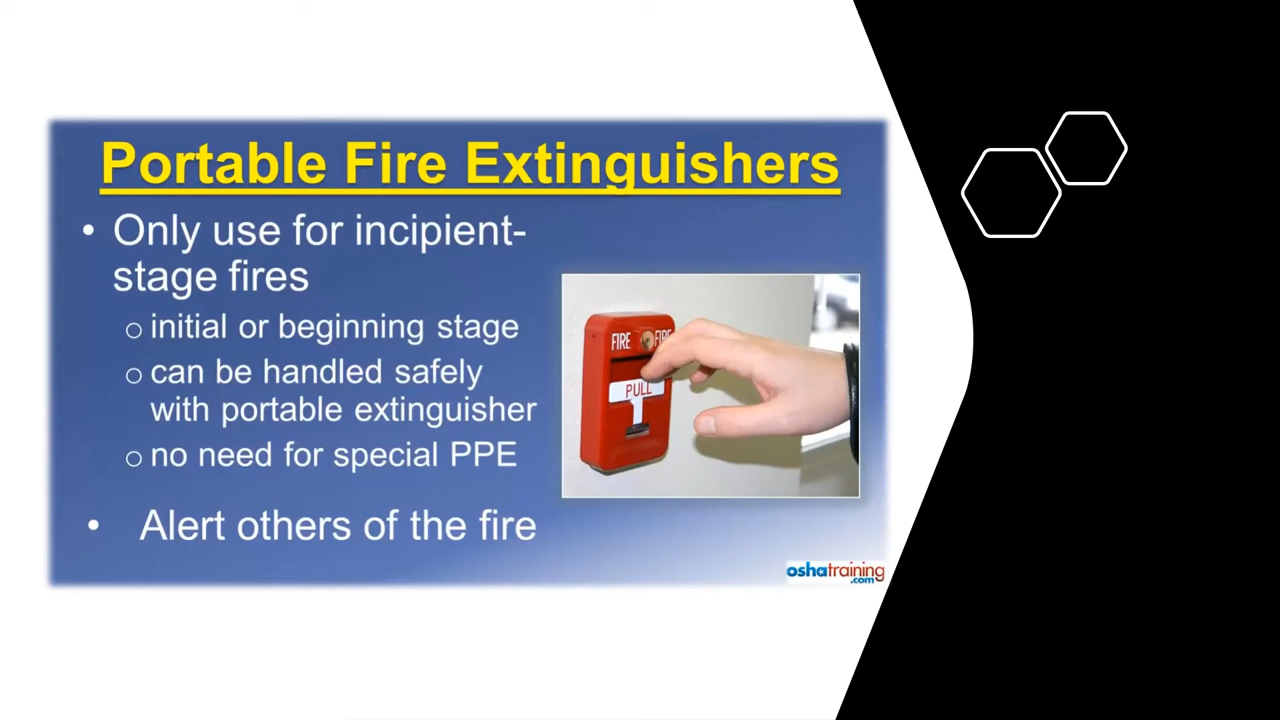 Portable Fire Extinguishers
• Only use for incipient-
stage fires
o initial or beginning stage
o can be handled safely
with portable extinguisher
o no need for special PPE
• Alert others of the fire
FIRE FIRE
PULL
oshatraining
.com